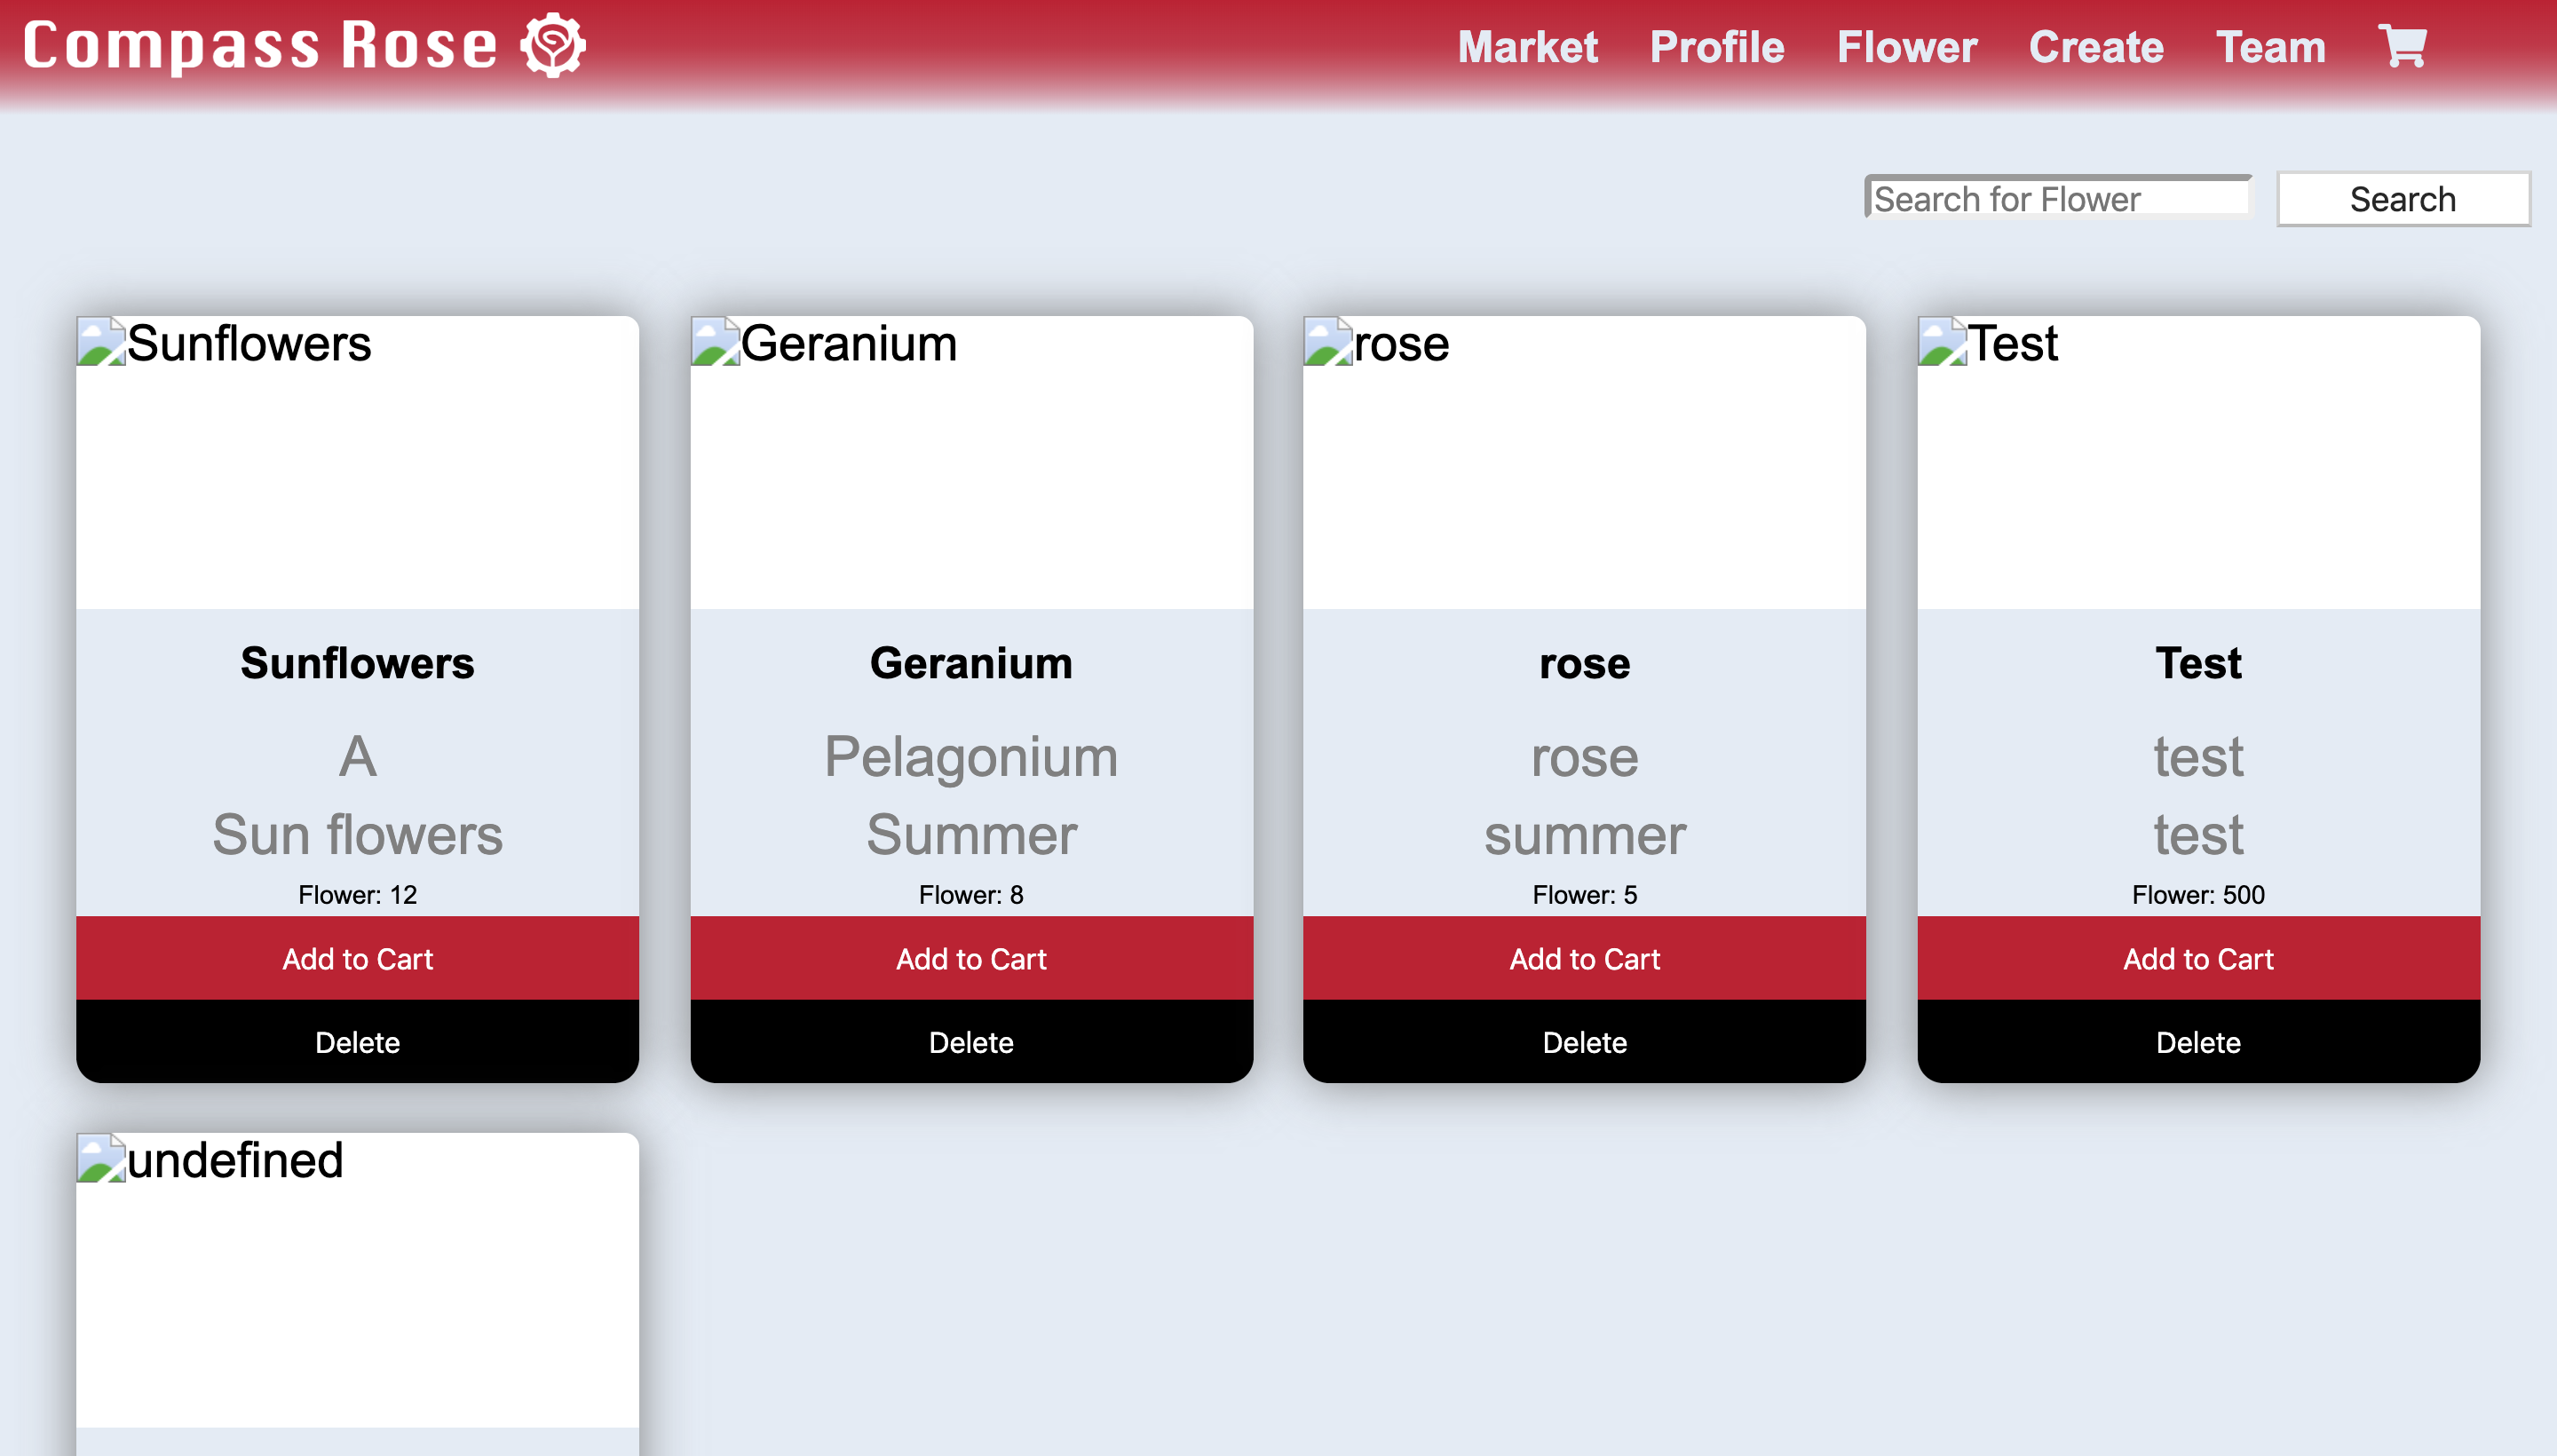 Compass Rose
Market Profile Flower Create Team
Search for Flower Search
Sunflowers
Sunflowers
A
Sun flowers
Flower: 12
Add to Cart
Delete
Geranium
Geranium
Pelagonium
Summer
Flower: 8
Add to Cart
Delete
rose
rose
rose
summer
Flower: 5
Add to Cart
Delete
Test
Test
test
test
Flower: 500
Add to Cart
Delete
undefined